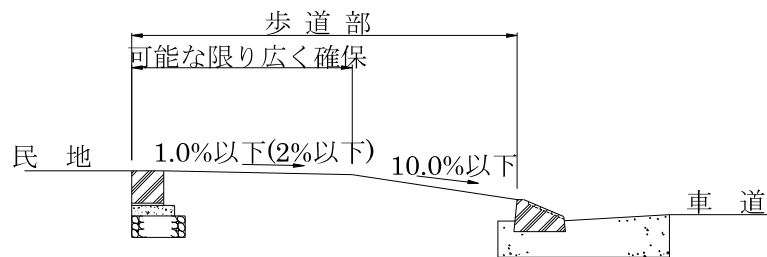 歩 道 部
可能な限り広く確保
民 地
1.0%以下(2%以下)
10.0%以下
車 道